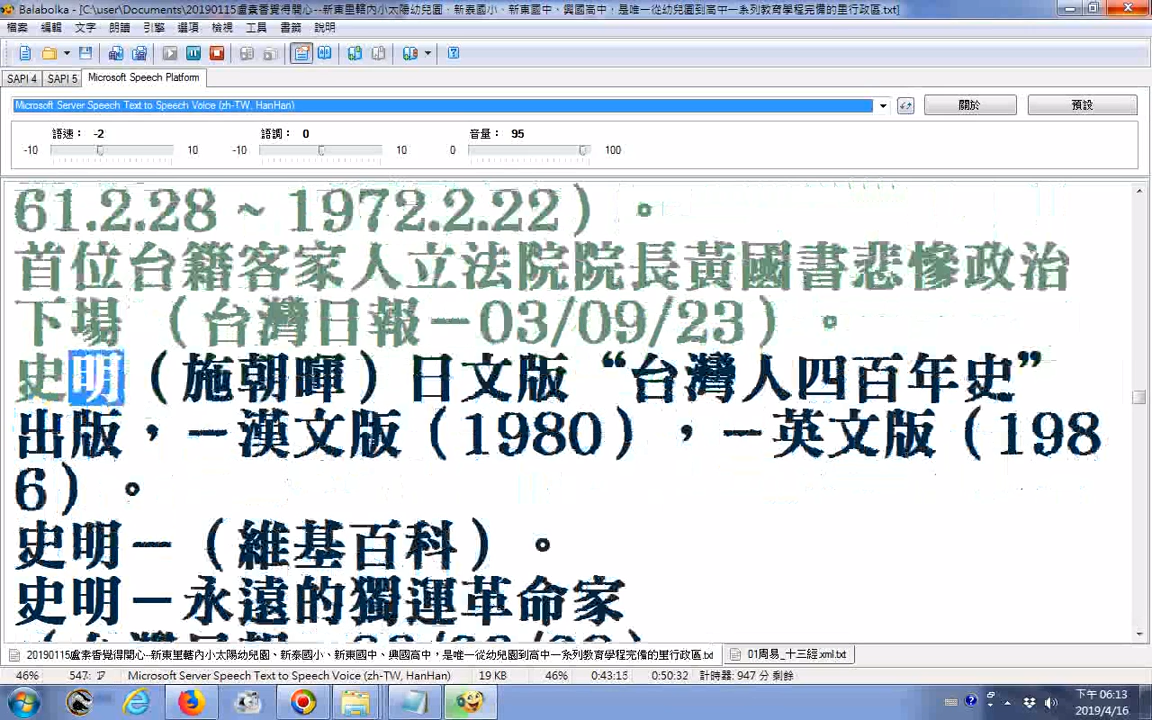 Balabolka - [C:\user\Documents\20190115盧素香覺得開心--新東里轄內小太陽幼兒園、新泰國小、新東國中、興國高中，是唯一從幼兒園到高中一系列教育學程完備的里行政區.txt]
檔案 編輯 文字 朗讀 引擎 選項 檢視 工具 書籤 說明
SAPI 4 SAPI 5 Microsoft Speech Platform
Microsoft Server Speech Text to Speech Voice (zh-TW, HanHan) 關於 預設
語速： -2 語調： 0 音量： 95
-10 10 -10 10 0 100
61.2.28 ~ 1972.2.22）。
首位台籍客家人立法院院長黃國書悲慘政治
下場（台灣日報－03/09/23）。
史明（施朝暉）日文版“台灣人四百年史”
出版，－漢文版（1980），－英文版（198
6）。
史明－（維基百科）。
史明－永遠的獨運革命家
20190115盧素香覺得開心--新東里轄內小太陽幼兒園、新泰國小、新東國中、興國高中，是唯一從幼兒園到高中一系列教育學程完備的里行政區.txt 01周易_十三經.xml.txt
46% 547: 17 Microsoft Server Speech Text to Speech Voice (zh-TW, HanHan) 19 KB 46% 0:43:15 0:50:32 計時器: 947 分 剩餘
下午 06:13
2019/4/16